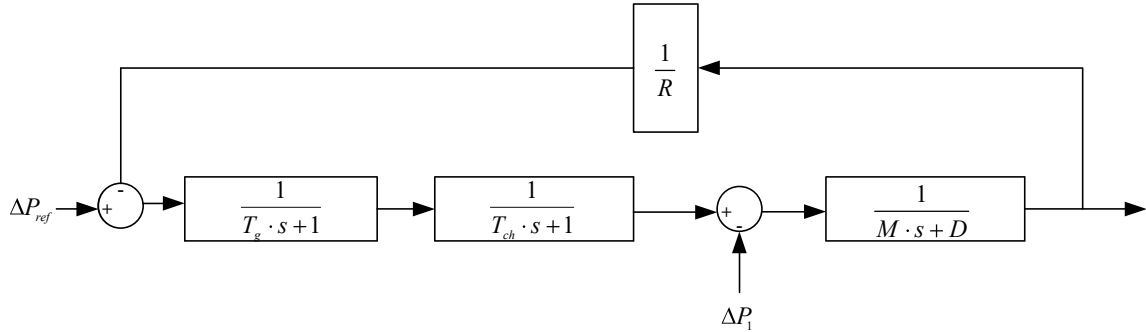 1
R
-
ΔP_ref
+
1
T_g · s + 1
1
T_ch · s + 1
+
-
1
M · s + D
ΔP_1